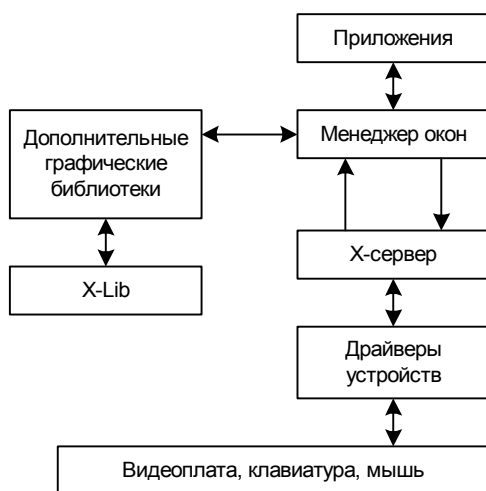 Приложения
Менеджер окон
Дополнительные
графические
библиотеки
X-сервер
X-Lib
Драйверы
устройств
Видеоплата, клавиатура, мышь